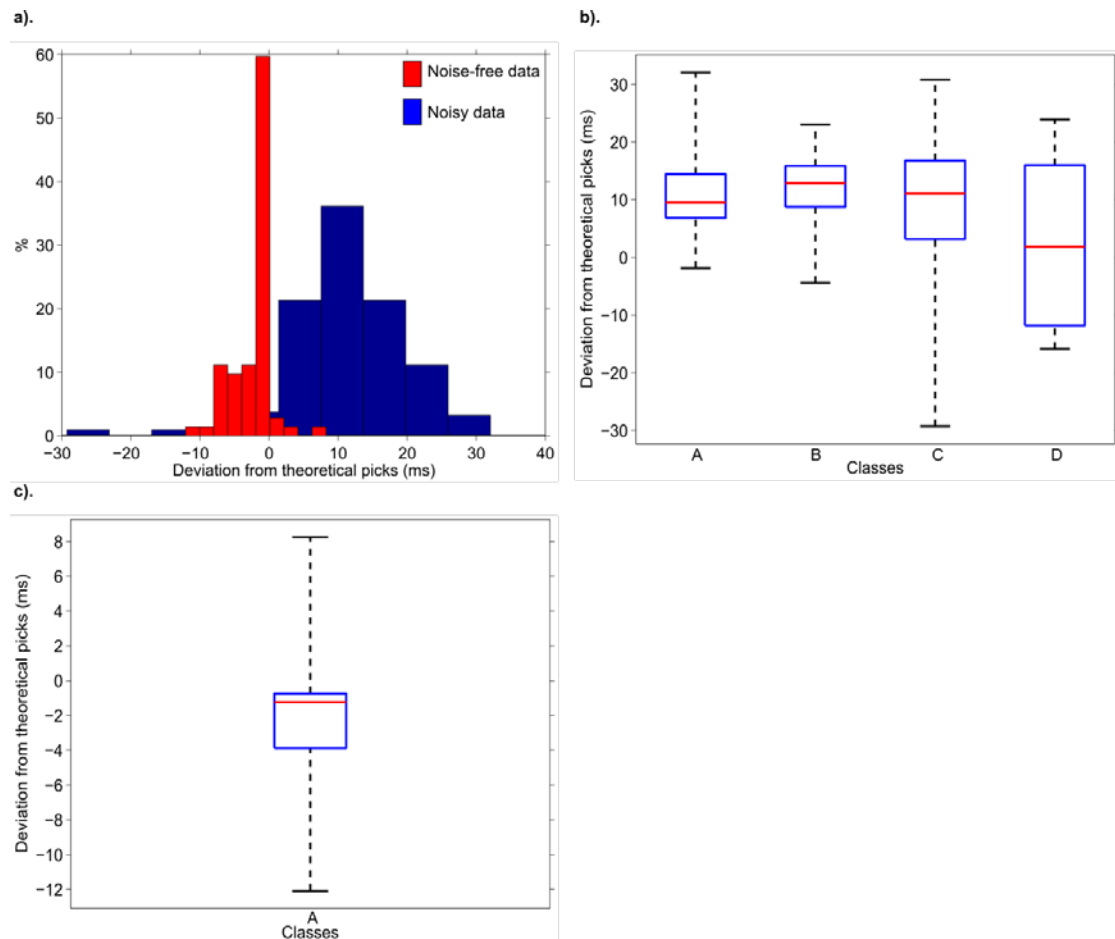 a).
60
50
40
30
20
10
0
%
Noise-free data
Noisy data
−30 −20 −10 0 10 20 30 40
Deviation from theoretical picks (ms)
b).
30
20
10
0
−10
−20
−30
Deviation from theoretical picks (ms)
A B C D
Classes
c).
8
6
4
2
0
−2
−4
−6
−8
−10
−12
Deviation from theoretical picks (ms)
A
Classes